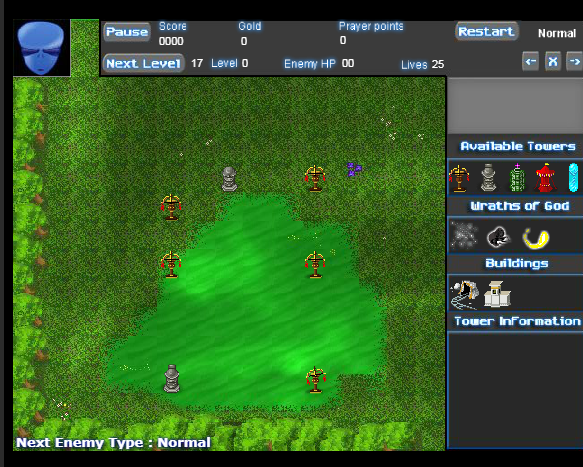 Pause Score Gold Prayer points Restart Normal
0000 0 0
Next Level 17 Level 0 Enemy HP 00 Lives 25
Available Towers
Wraths of God
Buildings
Tower Information
Next Enemy Type : Normal